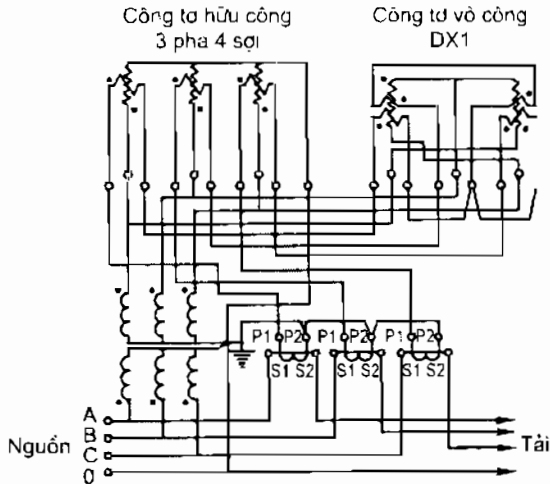 Công tơ hữu công
3 pha 4 sợi
Công tơ vô công
DX1
P1 P2 P1 P2 P1 P2
S1 S2 S1 S2 S1 S2
A
B
C
0
Nguồn
Tải